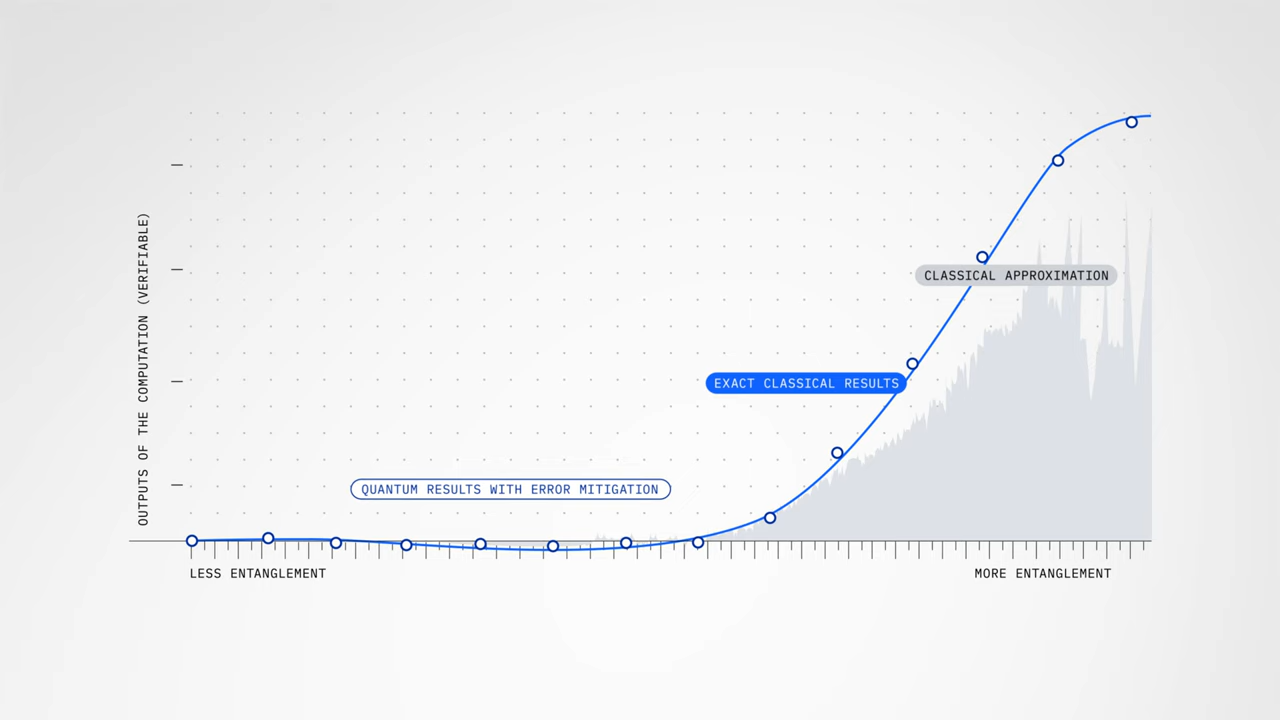 OUTPUTS OF THE COMPUTATION (VERIFIABLE)
CLASSICAL APPROXIMATION
EXACT CLASSICAL RESULTS
QUANTUM RESULTS WITH ERROR MITIGATION
LESS ENTANGLEMENT
MORE ENTANGLEMENT